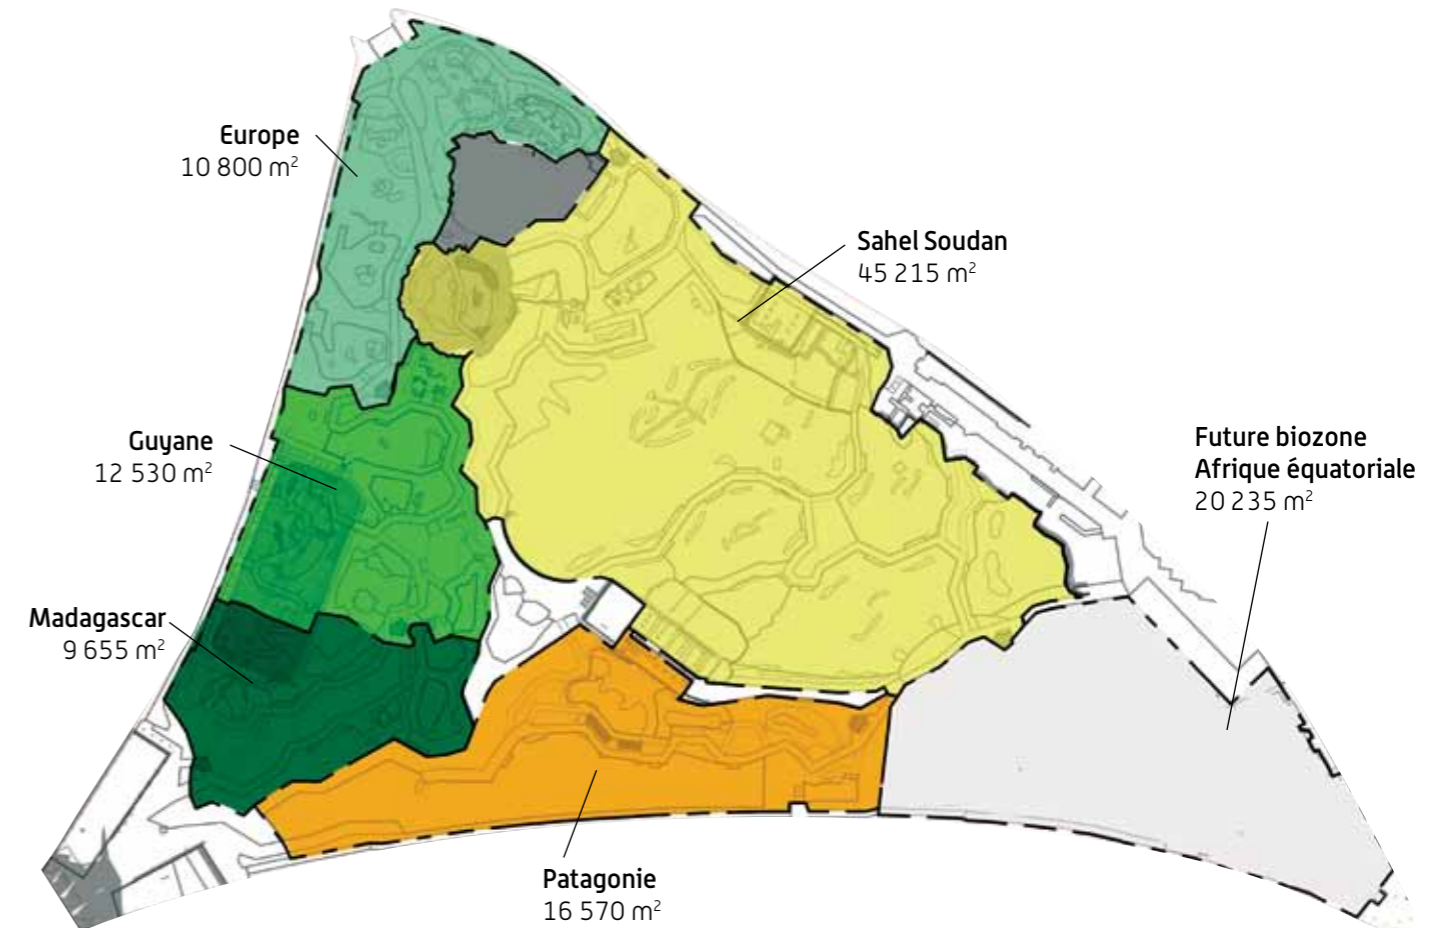 Europe
10 800 m²
Sahel Soudan
45 215 m²
Guyane
12 530 m²
Future biozone
Afrique équatoriale
20 235 m²
Madagascar
9 655 m²
Patagonie
16 570 m²